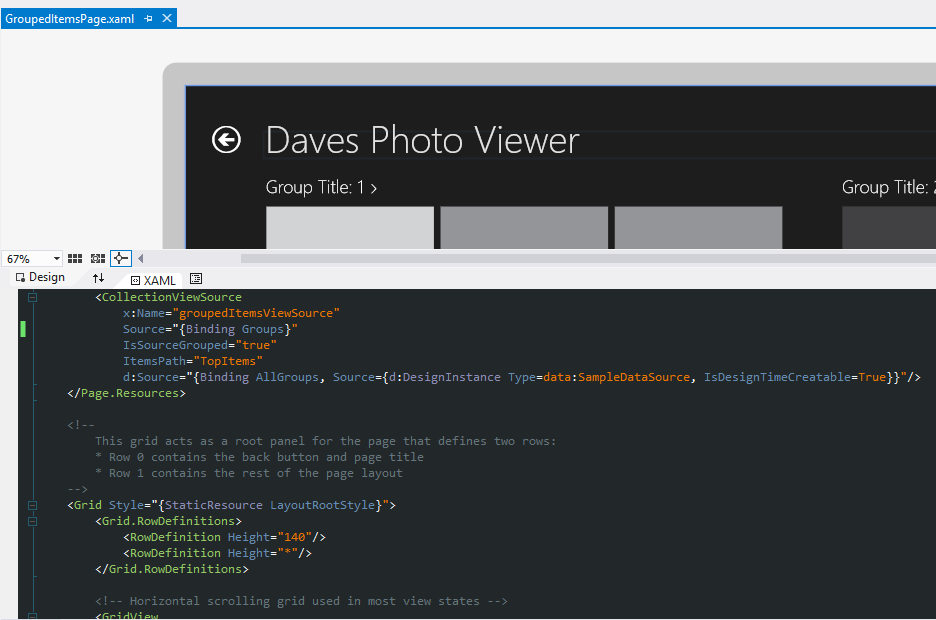 GroupedItemsPage.xaml
Daves Photo Viewer
Group Title: 1
Group Title:
67%
Design
XAML
<CollectionViewSource
x:Name="groupedItemsViewSource"
Source="{Binding Groups}"
IsSourceGrouped="true"
ItemsPath="TopItems"
d:Source="{Binding AllGroups, Source={d:DesignInstance Type=data:SampleDataSource, IsDesignTimeCreatable=True}}"/>
</Page.Resources>
<!--
This grid acts as a root panel for the page that defines two rows:
* Row 0 contains the back button and page title
* Row 1 contains the rest of the page layout
-->
<Grid Style="{StaticResource LayoutRootStyle}">
<Grid.RowDefinitions>
<RowDefinition Height="140"/>
<RowDefinition Height="*"/>
</Grid.RowDefinitions>
<!-- Horizontal scrolling grid used in most view states -->
<GridView